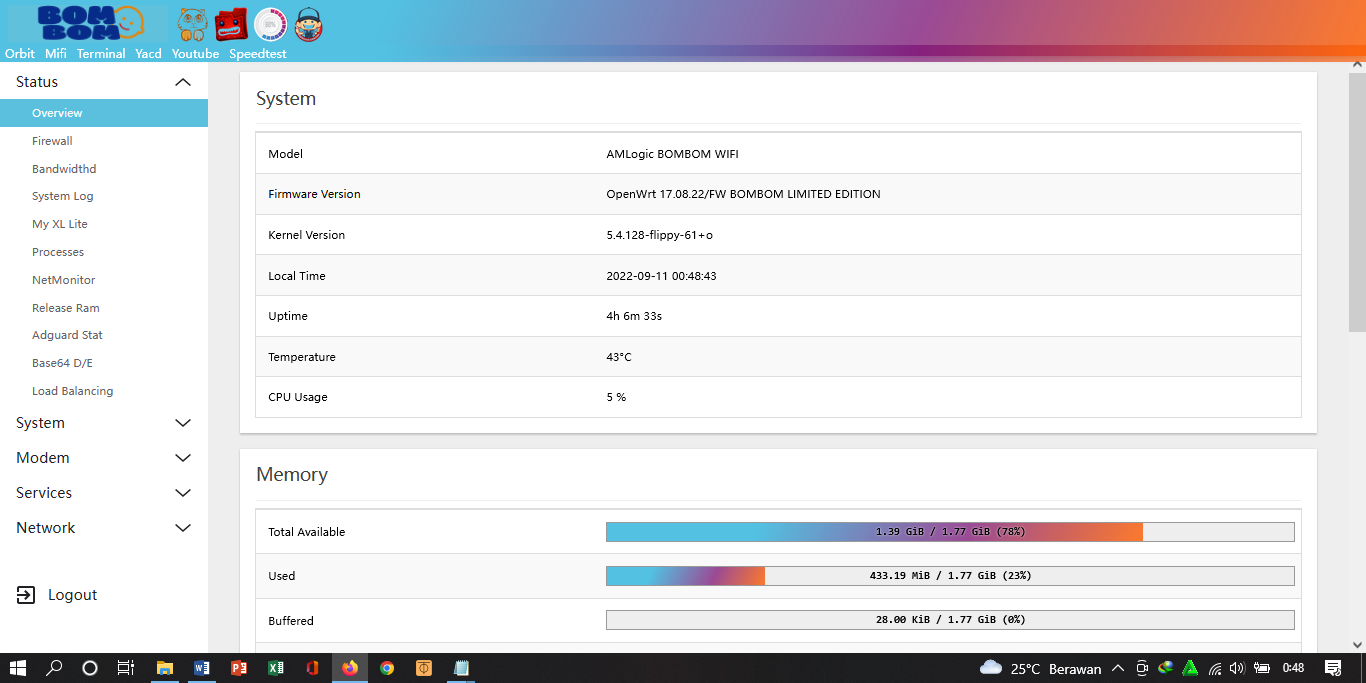 BOM
BOM
Orbit Mifi Terminal Yacd Youtube Speedtest
Status
Overview
Firewall
Bandwidthd
System Log
My XL Lite
Processes
NetMonitor
Release Ram
Adguard Stat
Base64 D/E
Load Balancing
System
Modem
Services
Network
Logout
System
Model AMLogic BOMBOM WIFI
Firmware Version OpenWrt 17.08.22/FW BOMBOM LIMITED EDITION
Kernel Version 5.4.128-flippy-61+o
Local Time 2022-09-11 00:48:43
Uptime 4h 6m 33s
Temperature 43°C
CPU Usage 5 %
Memory
Total Available 1.39 GiB / 1.77 GiB (78%)
Used 433.19 MiB / 1.77 GiB (23%)
Buffered 28.00 KiB / 1.77 GiB (0%)
25°C Berawan 0:48